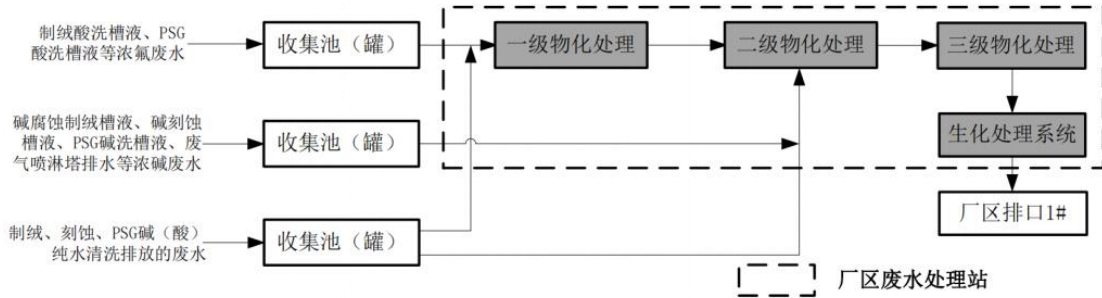 制绒酸洗槽液、PSG
酸洗槽液等浓氟废水
收集池（罐）
一级物化处理
二级物化处理
三级物化处理
碱腐蚀制绒槽液、碱刻蚀
槽液、PSG碱洗槽液、废
气喷淋塔排水等浓碱废水
收集池（罐）
生化处理系统
制绒、刻蚀、PSG碱（酸）
纯水清洗排放的废水
收集池（罐）
厂区排口1#
厂区废水处理站